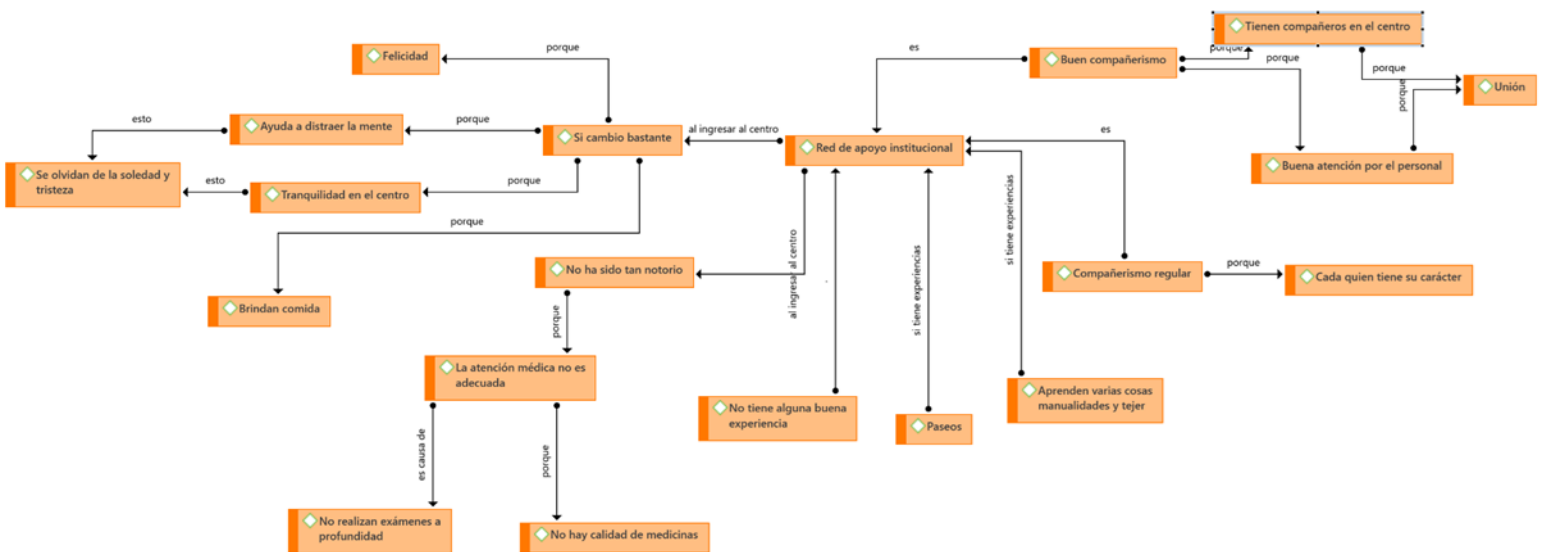 Tienen compañeros en el centro
porque
Felicidad
es
Buen compañerismo
porque
porque
porque
Unión
porque
esto
Ayuda a distraer la mente
porque
Si cambio bastante
al ingresar al centro
Red de apoyo institucional
es
Buena atención por el personal
Se olvidan de la soledad y
tristeza
esto
Tranquilidad en el centro
porque
porque
Brindan comida
No ha sido tan notorio
al ingresar al centro
si tiene experiencias
si tiene experiencias
Compañerismo regular
porque
Cada quien tiene su carácter
porque
La atención médica no es
adecuada
No tiene alguna buena
experiencia
Paseos
Aprenden varias cosas
manualidades y tejer
es causa de
porque
No realizan exámenes a
profundidad
No hay calidad de medicinas